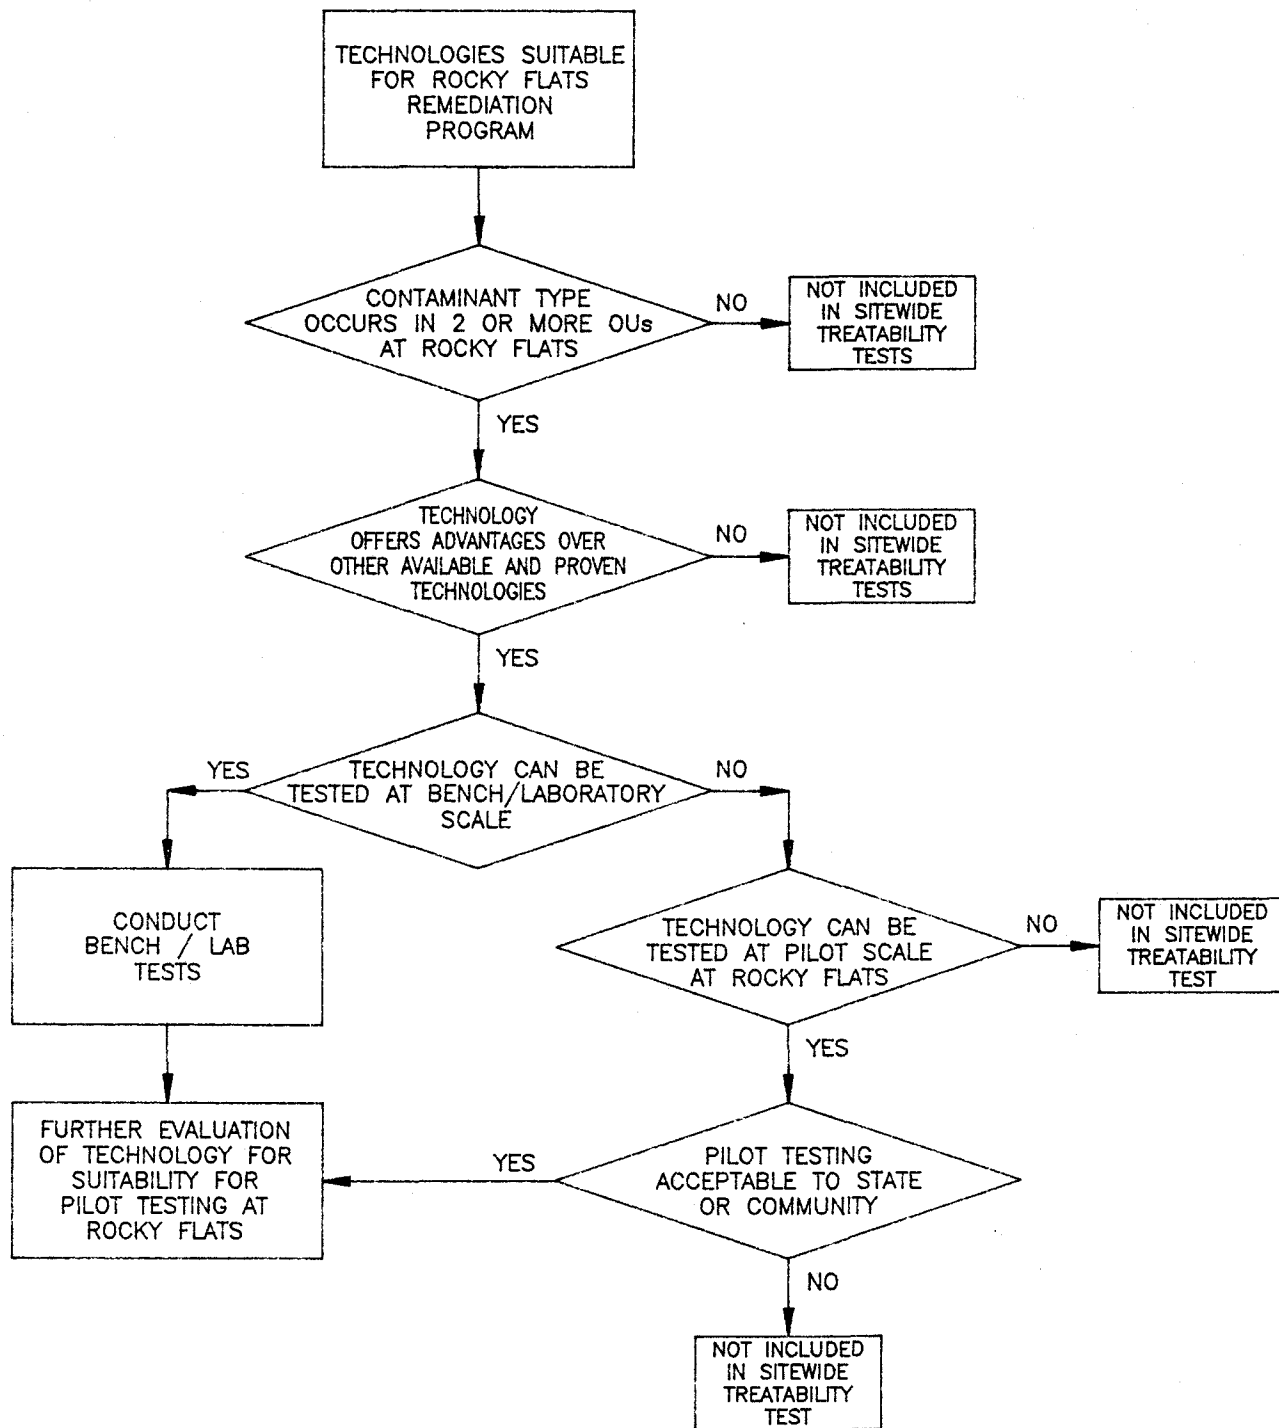 TECHNOLOGIES SUITABLE
FOR ROCKY FLATS
REMEDIATION
PROGRAM
CONTAMINANT TYPE
OCCURS IN 2 OR MORE OUs
AT ROCKY FLATS
NO
NOT INCLUDED
IN SITEWIDE
TREATABILITY
TESTS
YES
TECHNOLOGY
OFFERS ADVANTAGES OVER
OTHER AVAILABLE AND PROVEN
TECHNOLOGIES
NO
NOT INCLUDED
IN SITEWIDE
TREATABILITY
TESTS
YES
YES
TECHNOLOGY CAN BE
TESTED AT BENCH/LABORATORY
SCALE
NO
CONDUCT
BENCH / LAB
TESTS
TECHNOLOGY CAN BE
TESTED AT PILOT SCALE
AT ROCKY FLATS
NO
NOT INCLUDED
IN SITEWIDE
TREATABILITY
TEST
YES
FURTHER EVALUATION
OF TECHNOLOGY FOR
SUITABILITY FOR
PILOT TESTING AT
ROCKY FLATS
YES
PILOT TESTING
ACCEPTABLE TO STATE
OR COMMUNITY
NO
NOT INCLUDED
IN SITEWIDE
TREATABILITY
TEST